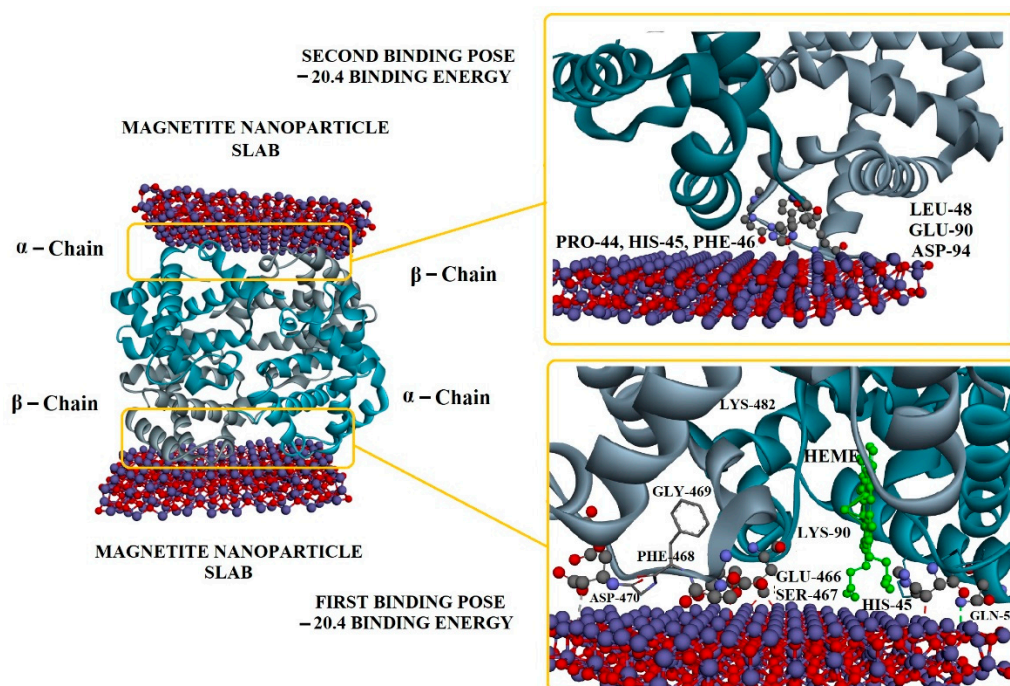 SECOND BINDING POSE
– 20.4 BINDING ENERGY
MAGNETITE NANOPARTICLE
SLAB
α – Chain
β – Chain
β – Chain
α – Chain
MAGNETITE NANOPARTICLE
SLAB
FIRST BINDING POSE
– 20.4 BINDING ENERGY
PRO-44, HIS-45, PHE-46
LEU-48
GLU-90
ASP-94
LYS-482
HEME
GLY-469
LYS-90
PHE-468
GLU-466
SER-467
ASP-470
HIS-45
GLN-5